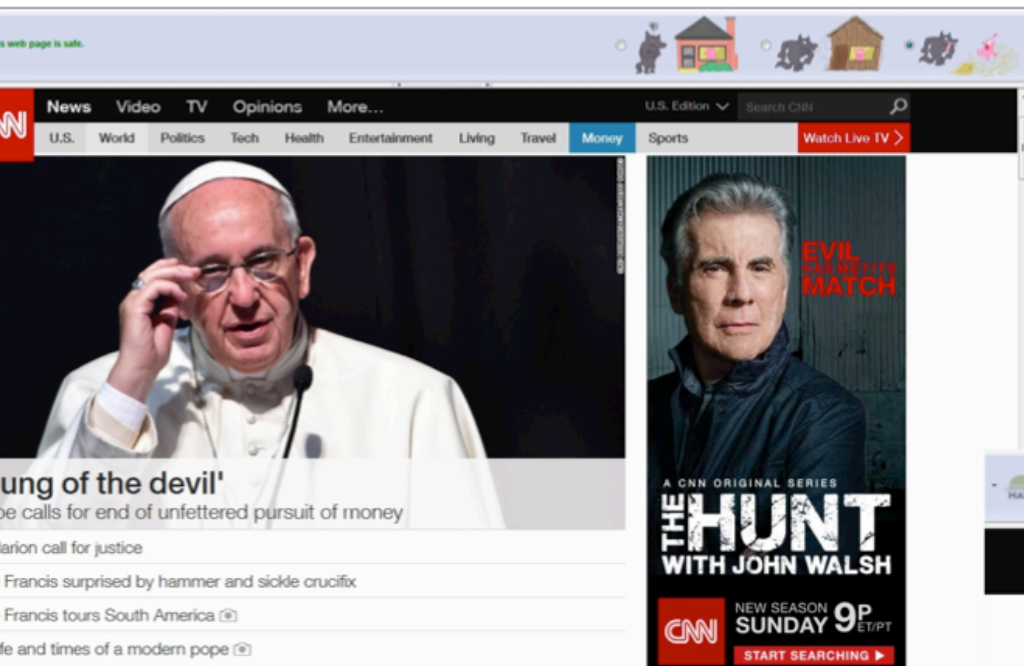 s web page is safe.
News Video TV Opinions More...
U.S. Edition Search CNN
U.S. World Politics Tech Health Entertainment Living Travel Money Sports
Watch Live TV
EVIL
HAS MET ITS
MATCH
ung of the devil'
pe calls for end of unfettered pursuit of money
larion call for justice
Francis surprised by hammer and sickle crucifix
Francis tours South America
fe and times of a modern pope
A CNN ORIGINAL SERIES
THE HUNT
WITH JOHN WALSH
CNN
NEW SEASON
SUNDAY 9P
ET/PT
START SEARCHING